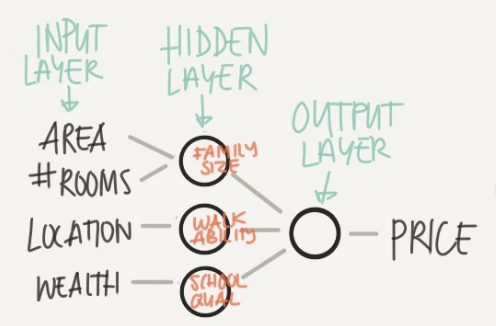 INPUT
LAYER
HIDDEN
LAYER
OUTPUT
LAYER
AREA
#ROOMS
LOCATION
WEALTH
FAMILY
SIZE
WALK
ABILITY
SCHOOL
QUAL
PRICE